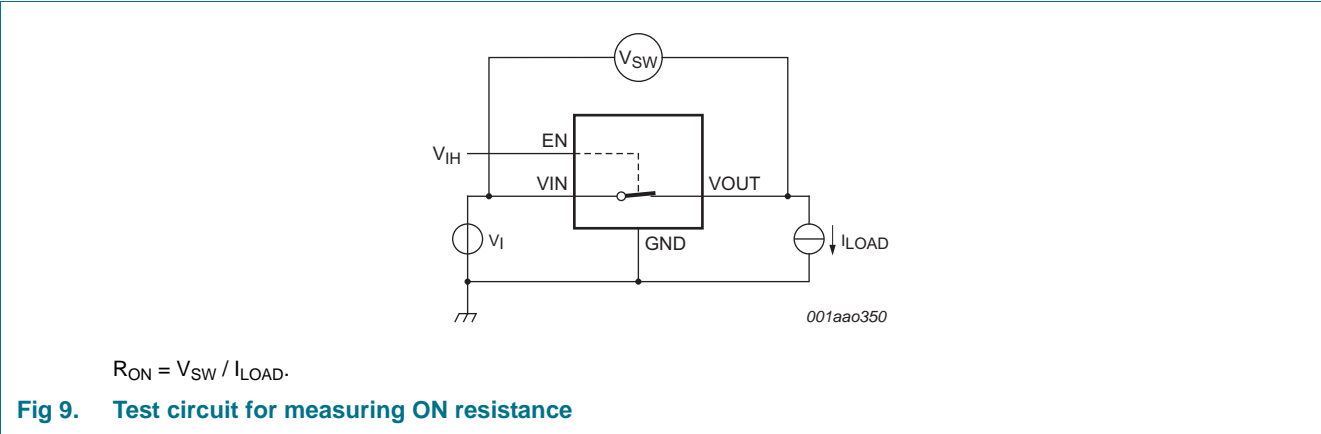 VSW
EN
VIH
VIN
VOUT
VI
GND
ILOAD
001aao350
RON = VSW / ILOAD.
Fig 9. Test circuit for measuring ON resistance